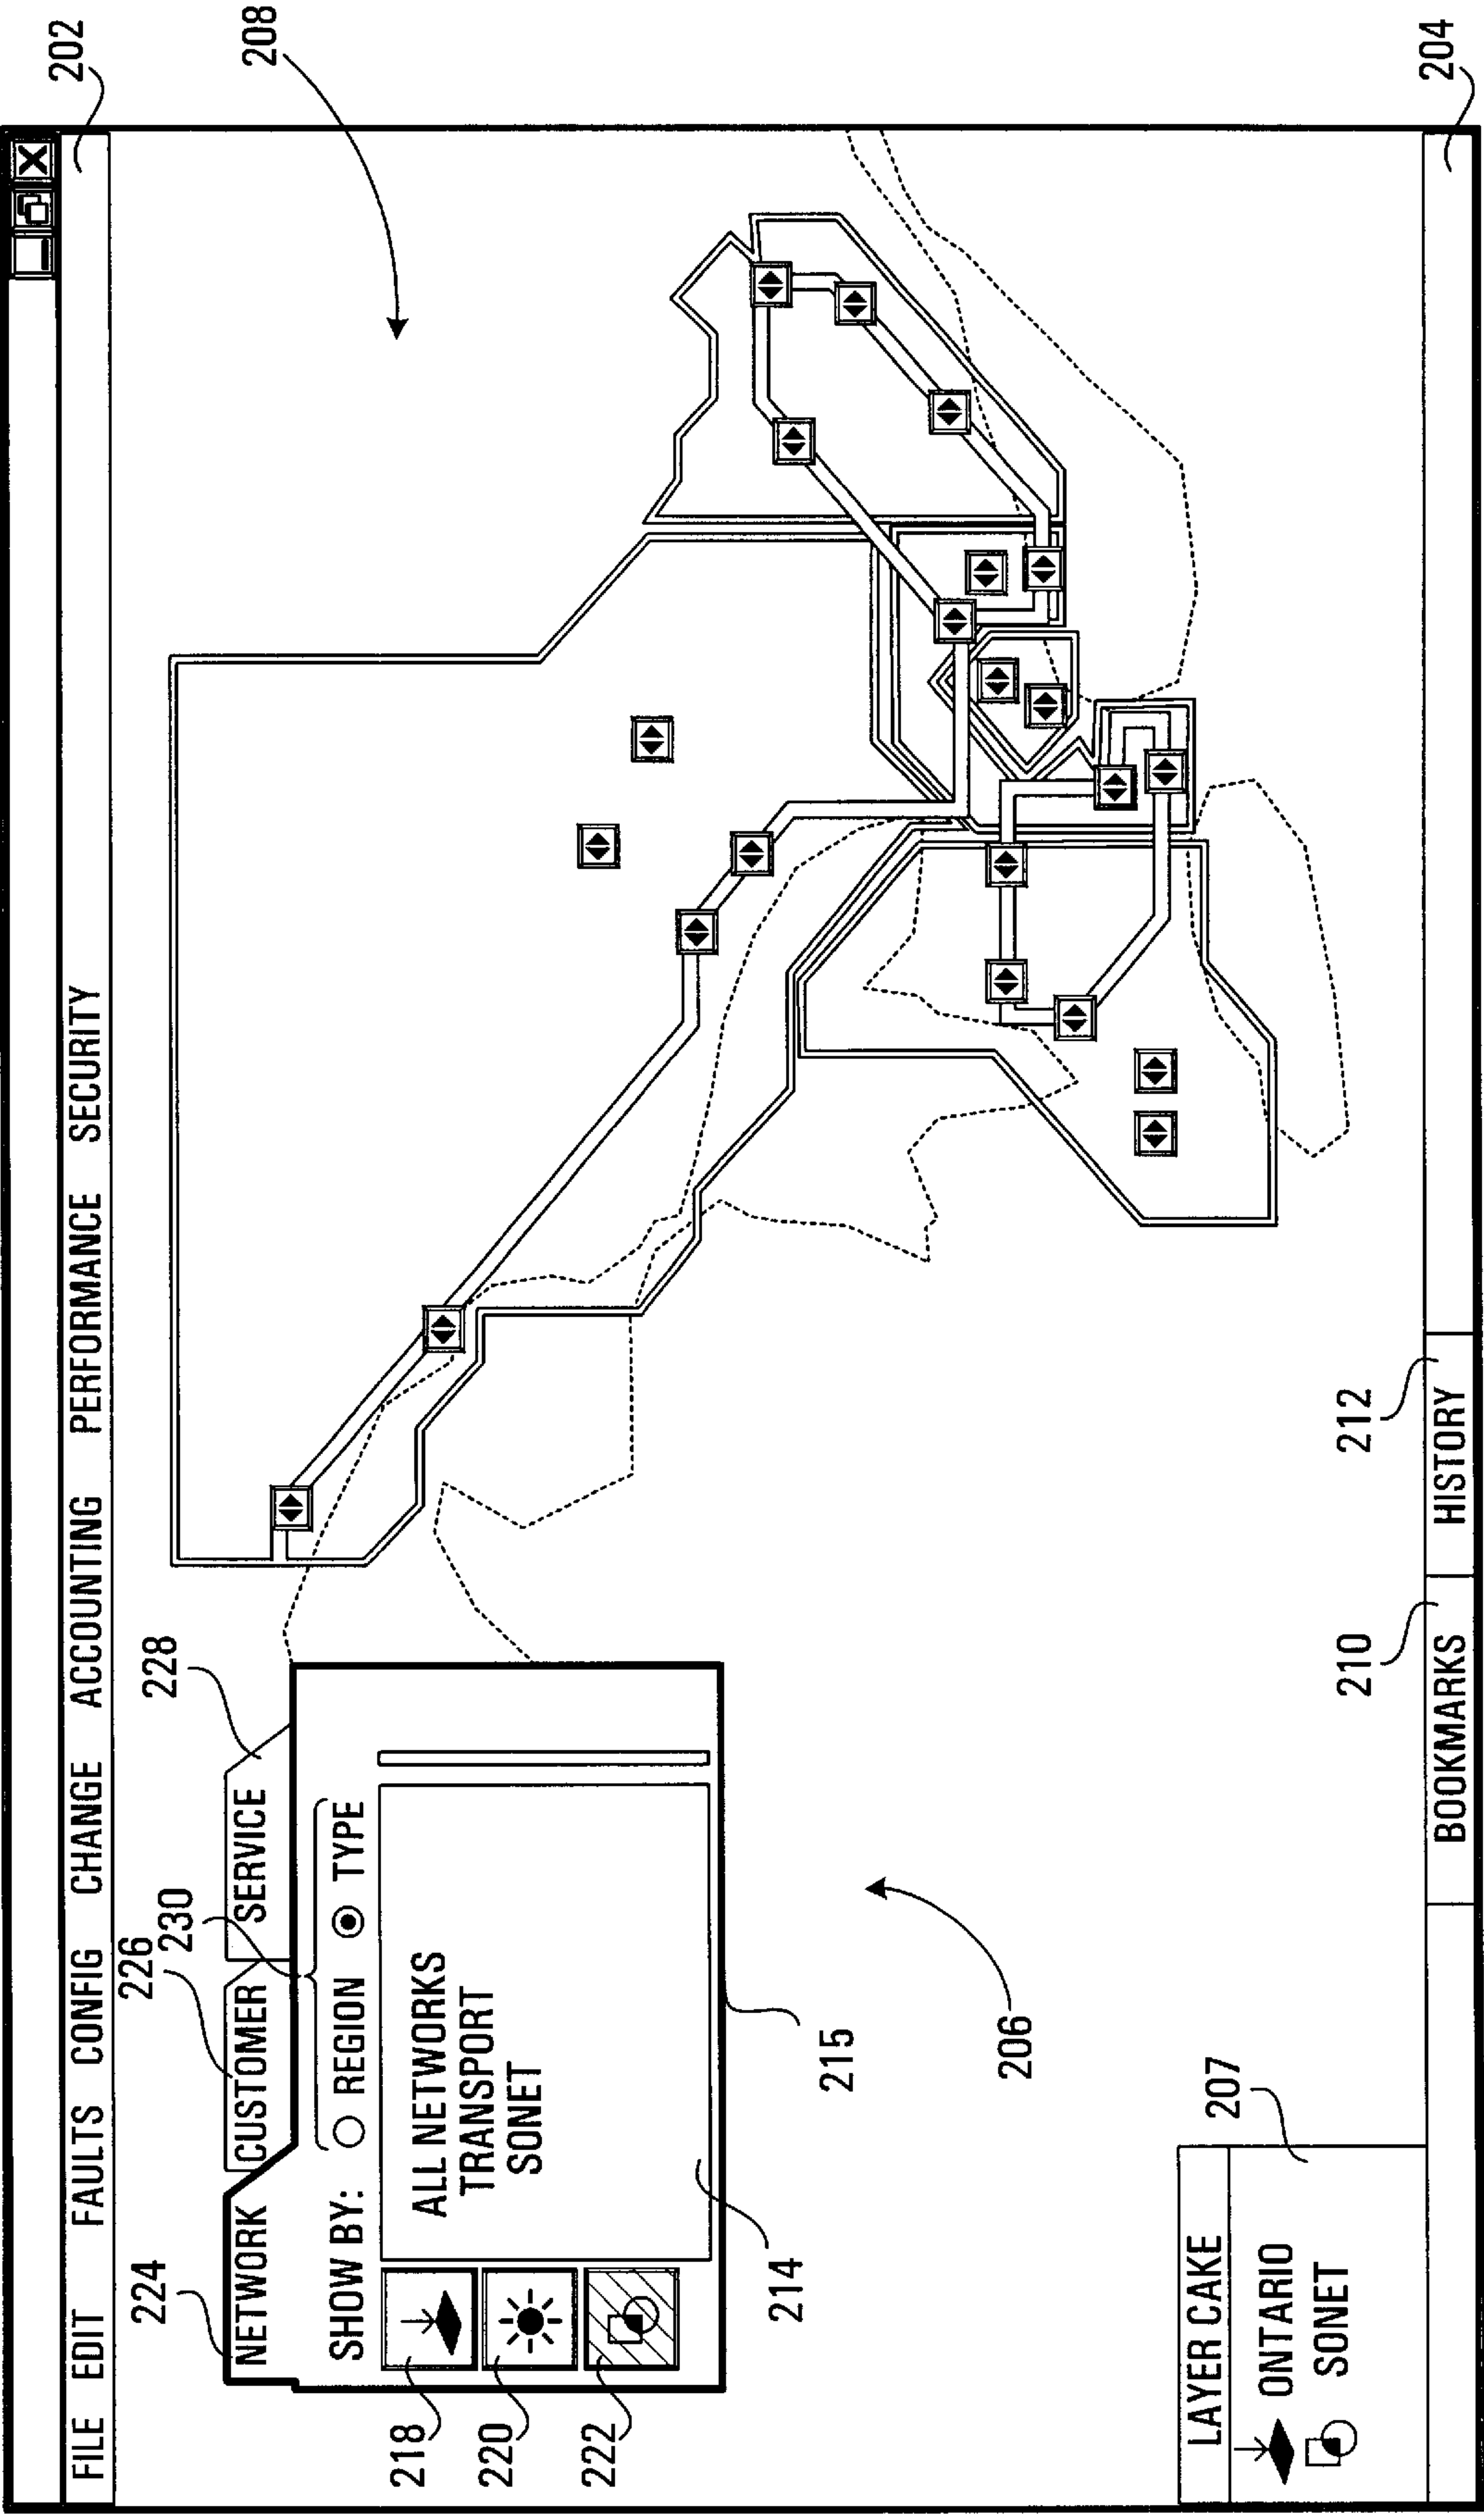 202
208
FILE EDIT FAULTS CONFIG CHANGE ACCOUNTING PERFORMANCE SECURITY
224
226
230
228
NETWORK CUSTOMER SERVICE
SHOW BY: REGION TYPE
218
220
222
ALL NETWORKS
TRANSPORT
SONET
214
215
206
207
LAYER CAKE
ONTARIO
SONET
210
212
BOOKMARKS HISTORY
204